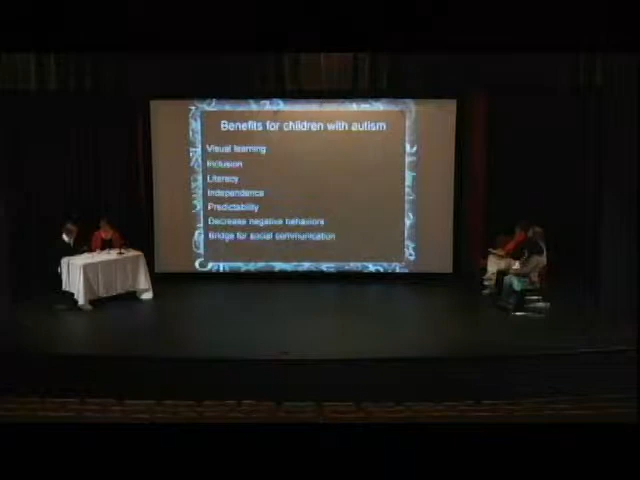 Benefits for children with autism
Visual learning
Inclusion
Literacy
Independence
Predictability
Decrease negative behaviors
Bridge for social communication